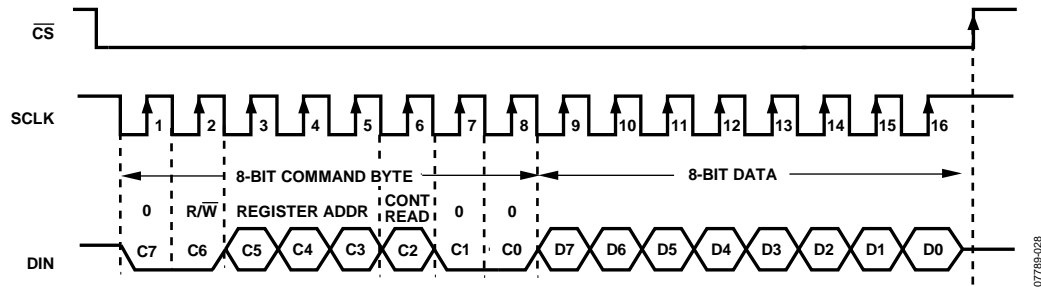 CS
SCLK
1 2 3 4 5 6 7 8 9 10 11 12 13 14 15 16
8-BIT COMMAND BYTE 8-BIT DATA
0 R/W REGISTER ADDR CONT READ 0 0
DIN C7 C6 C5 C4 C3 C2 C1 C0 D7 D6 D5 D4 D3 D2 D1 D0
07789-028